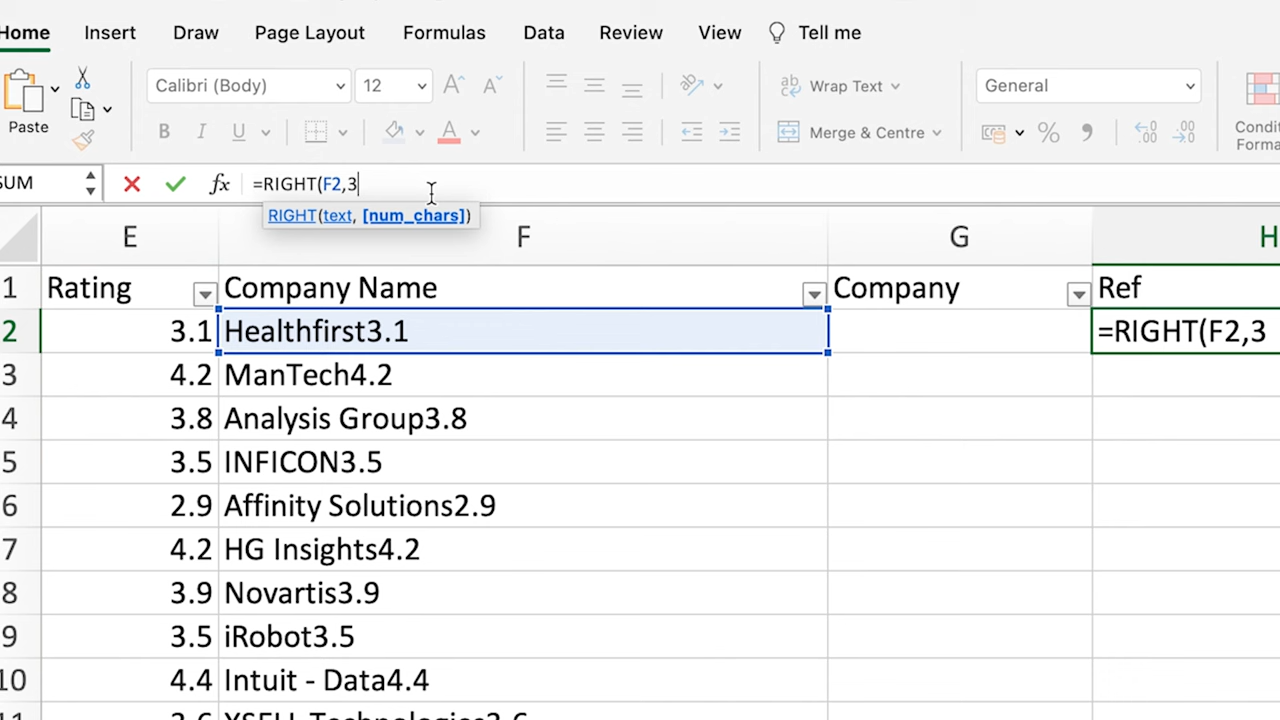 Home Insert Draw Page Layout Formulas Data Review View Tell me
Calibri (Body) 12 ab Wrap Text General
Paste B I U A Merge & Centre % Condi
Forma
SUM fx =RIGHT(F2,3
RIGHT(text, [num_chars])
E F G H
1 Rating Company Name Company Ref
2 3.1 Healthfirst3.1 =RIGHT(F2,3
3 4.2 ManTech4.2
4 3.8 Analysis Group3.8
5 3.5 INFICON3.5
6 2.9 Affinity Solutions2.9
7 4.2 HG Insights4.2
8 3.9 Novartis3.9
9 3.5 iRobot3.5
10 4.4 Intuit - Data4.4